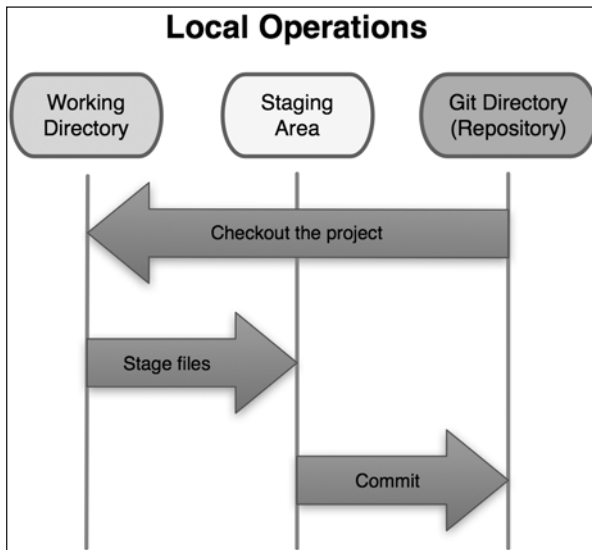 Local Operations
Working
Directory
Staging
Area
Git Directory
(Repository)
Checkout the project
Stage files
Commit